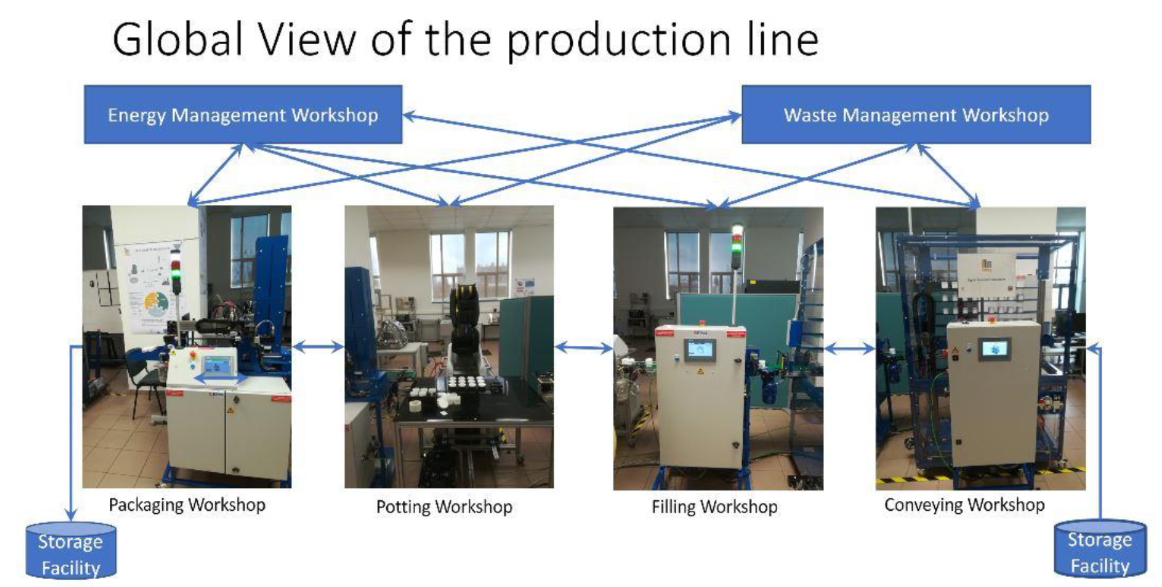 Global View of the production line
Energy Management Workshop
Waste Management Workshop
Packaging Workshop
Potting Workshop
Filling Workshop
Conveying Workshop
Storage
Facility
Storage
Facility